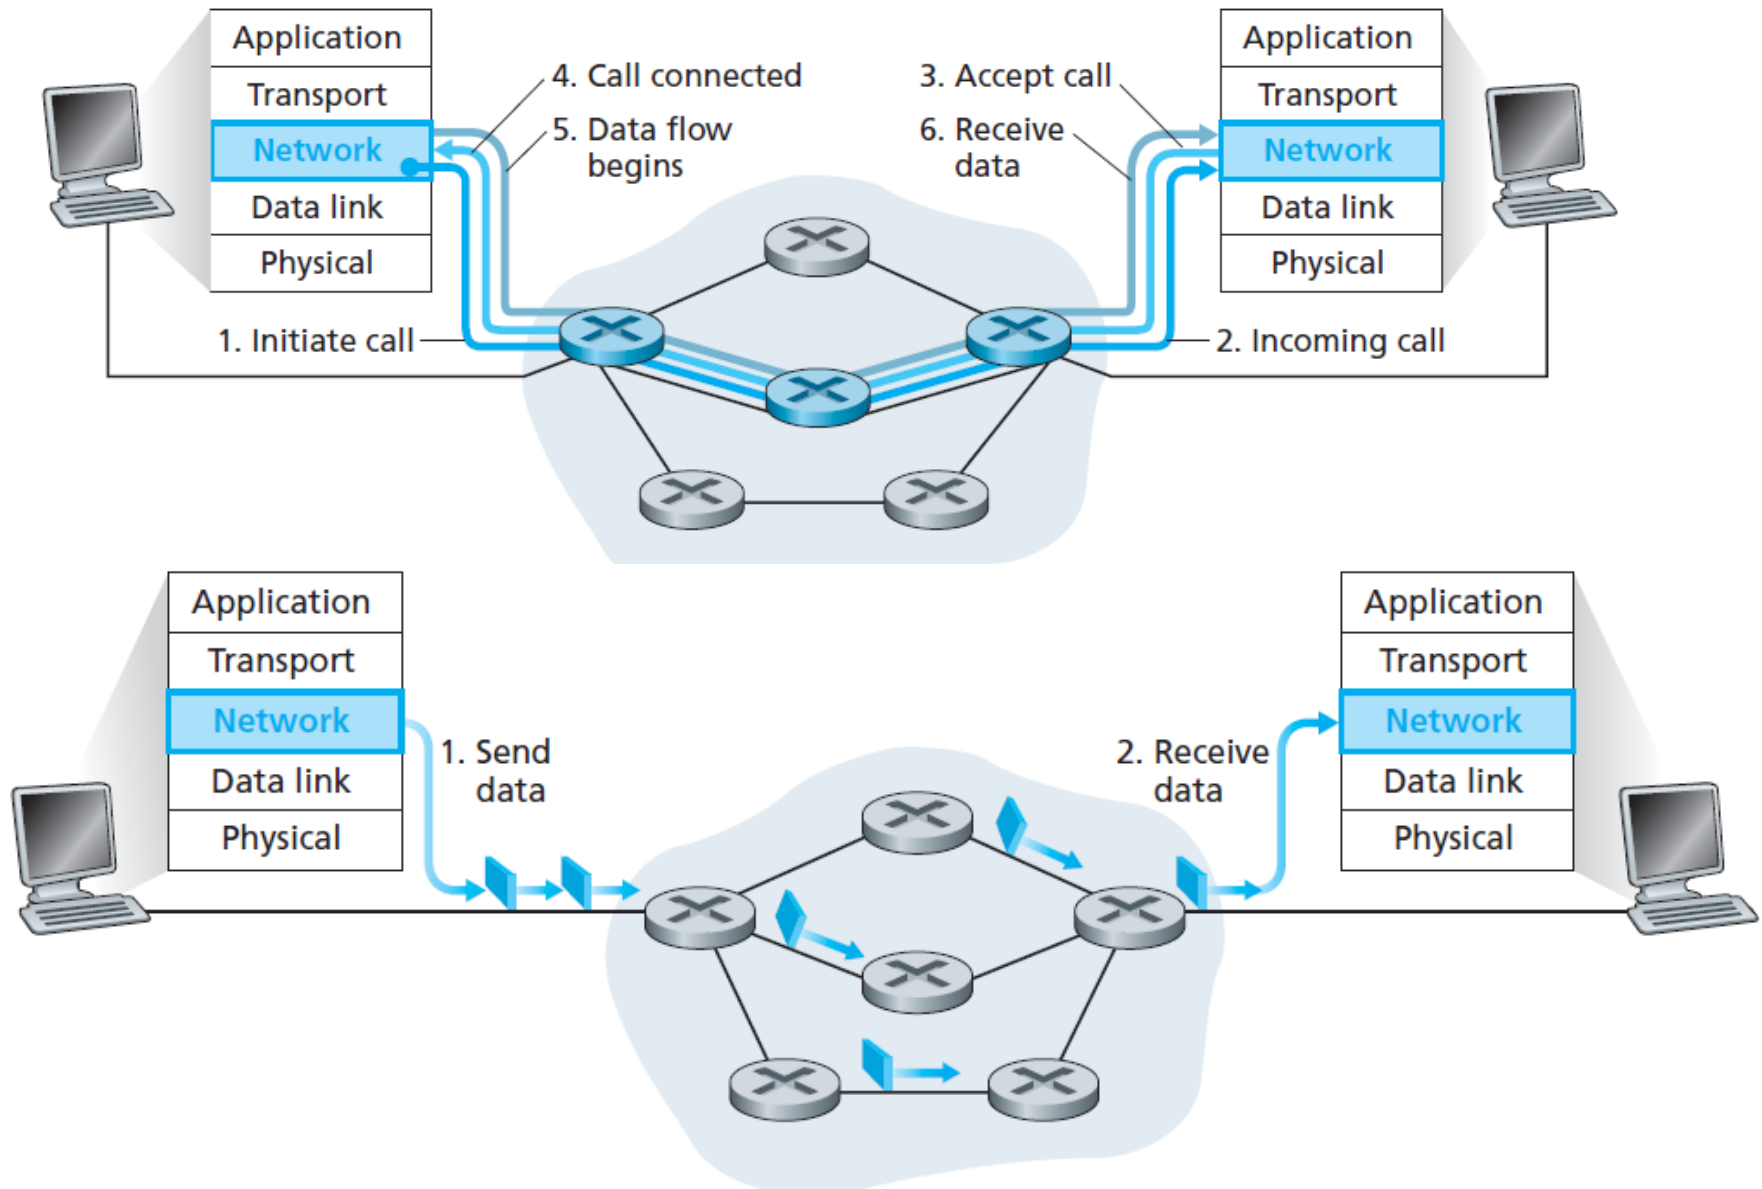 Application
Transport
Network
Data link
Physical
4. Call connected
5. Data flow
begins
1. Initiate call
3. Accept call
6. Receive
data
2. Incoming call
Application
Transport
Network
Data link
Physical
Application
Transport
Network
Data link
Physical
1. Send
data
2. Receive
data
Application
Transport
Network
Data link
Physical